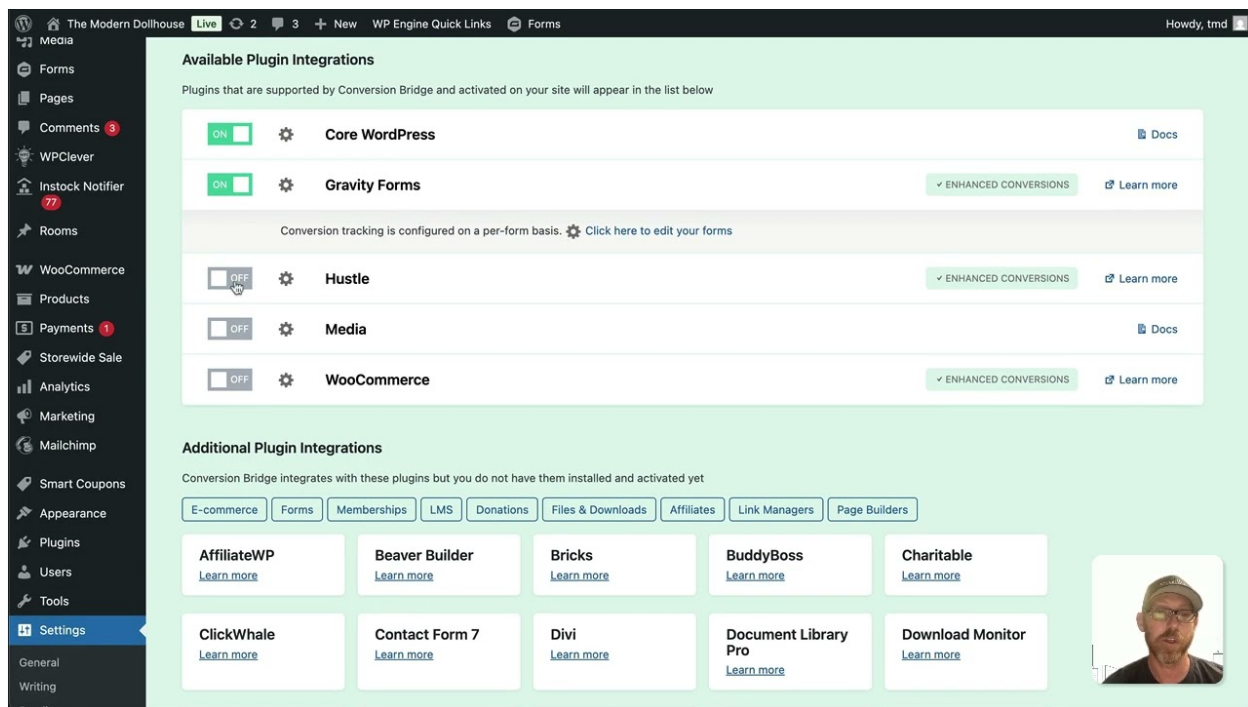 The Modern Dollhouse Live 2 3 New WP Engine Quick Links Forms Howdy, tmd
Media
Forms
Pages
Comments 3
WPClever
Instock Notifier
77
Rooms
WooCommerce
Products
Payments 1
Storewide Sale
Analytics
Marketing
Mailchimp
Smart Coupons
Appearance
Plugins
Users
Tools
Settings
General
Writing
Available Plugin Integrations
Plugins that are supported by Conversion Bridge and activated on your site will appear in the list below
ON Core WordPress Docs
ON Gravity Forms ✓ ENHANCED CONVERSIONS Learn more
Conversion tracking is configured on a per-form basis. Click here to edit your forms
OFF Hustle ✓ ENHANCED CONVERSIONS Learn more
OFF Media Docs
OFF WooCommerce ✓ ENHANCED CONVERSIONS Learn more
Additional Plugin Integrations
Conversion Bridge integrates with these plugins but you do not have them installed and activated yet
E-commerce Forms Memberships LMS Donations Files & Downloads Affiliates Link Managers Page Builders
AffiliateWP
Learn more
Beaver Builder
Learn more
Bricks
Learn more
BuddyBoss
Learn more
Charitable
Learn more
ClickWhale
Learn more
Contact Form 7
Learn more
Divi
Learn more
Document Library
Pro
Learn more
Download Monitor
Learn more